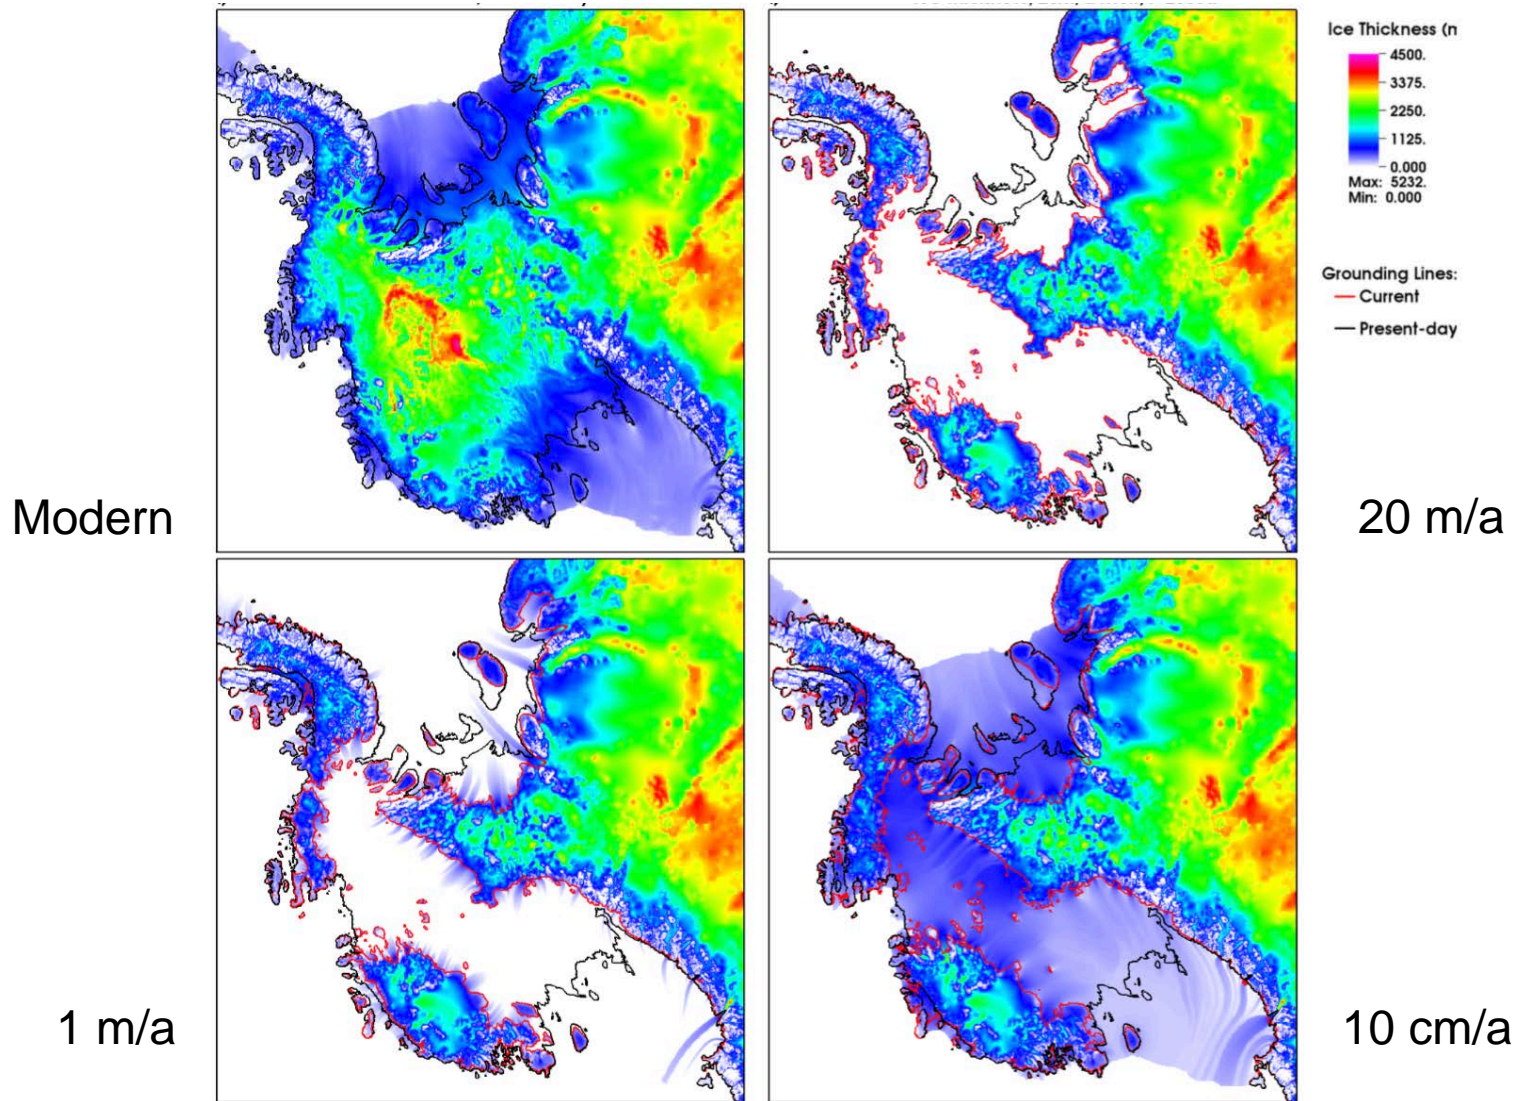 Ice Thickness (n
4500.
3375.
2250.
1125.
0.000
Max: 5232.
Min: 0.000
Grounding Lines:
Current
Present-day
Modern
20 m/a
1 m/a
10 cm/a